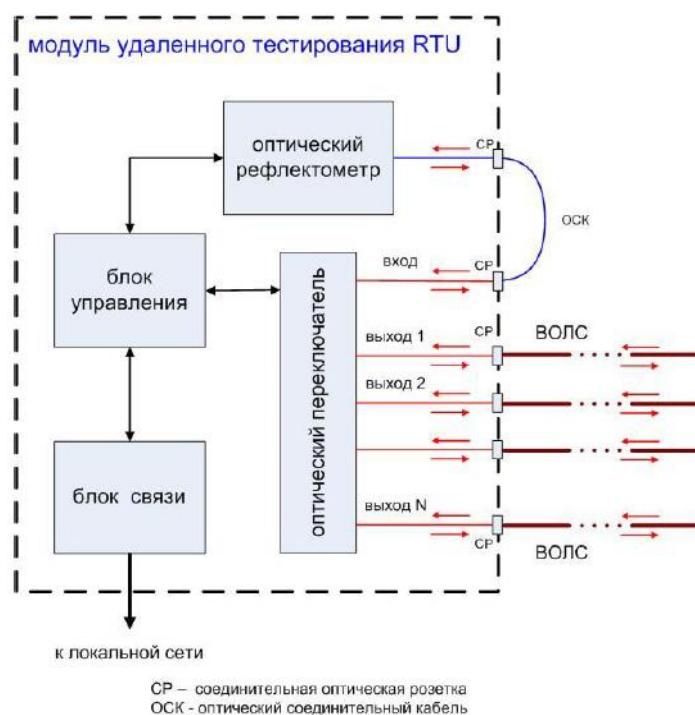 модуль удаленного тестирования RTU
оптический
рефлектометр
СР
ОСК
блок
управления
оптический переключатель
вход
СР
выход 1
СР
ВОЛС
выход 2
блок связи
выход N
СР
ВОЛС
к локальной сети
СР – соединительная оптическая розетка
ОСК - оптический соединительный кабель